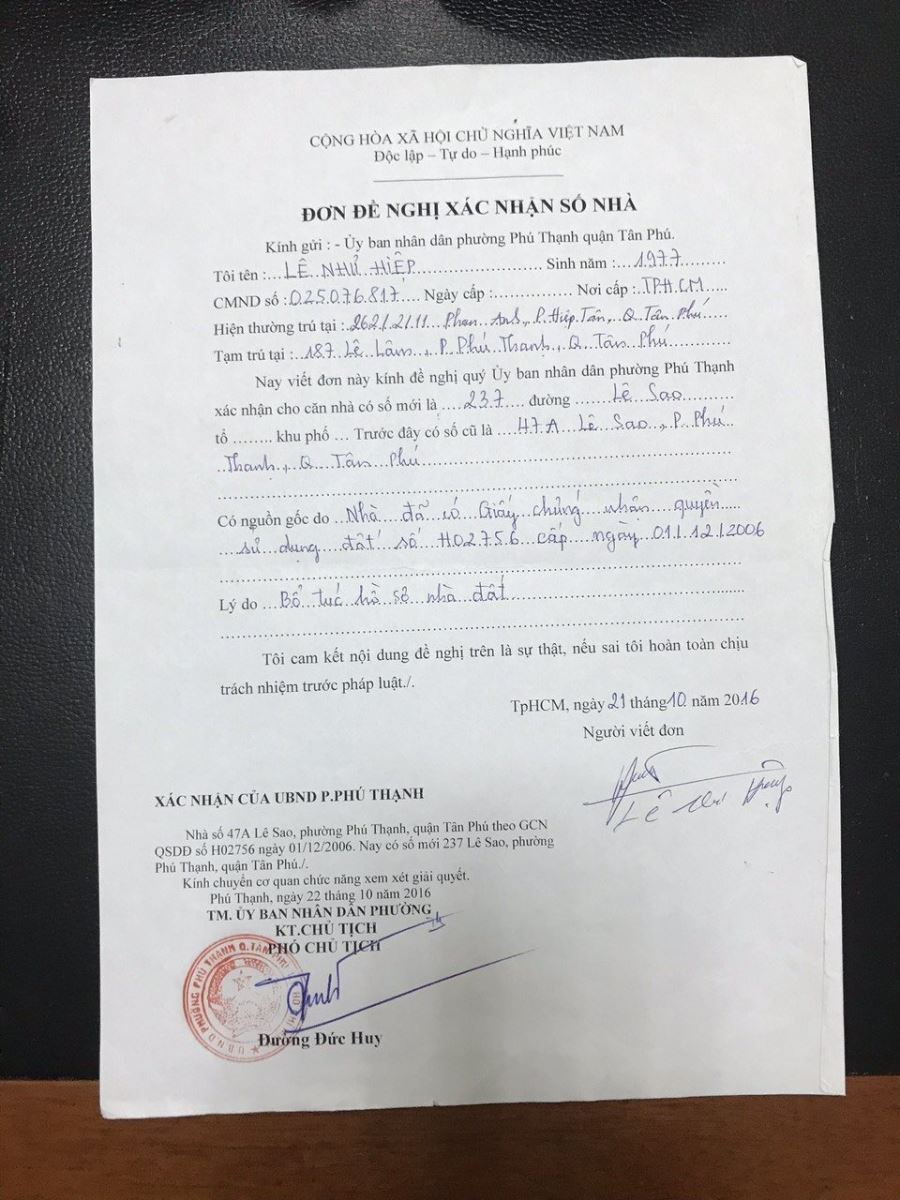 CỘNG HÒA XÃ HỘI CHỦ NGHĨA VIỆT NAM
Độc lập – Tự do – Hạnh phúc
ĐƠN ĐỀ NGHỊ XÁC NHẬN SỐ NHÀ
Kính gửi : - Ủy ban nhân dân phường Phú Thạnh quận Tân Phú.
Tôi tên :... LÊ NHƯ HIỆP ........................ Sinh năm : ...1977........
CMND số : 025076817 .... Ngày cấp :.............. Nơi cấp : TP.H.CM .....
Hiện thường trú tại : 262/2/11 Phan Anh, P. Hiệp Tân, Q. Tân Phú
Tạm trú tại : 187 Lê Lâm, P. Phú Thạnh, Q. Tân Phú
Nay viết đơn này kính đề nghị quý Ủy ban nhân dân phường Phú Thạnh
xác nhận cho căn nhà có số mới là ....237.... đường ........ Lê Sao ........
tổ ........ khu phố ... Trước đây có số cũ là ...47A Lê Sao, P. Phú
Thạnh, Q. Tân Phú
Có nguồn gốc do ...Nhà đã có Giấy chứng nhận quyền
sử dụng đất số H02756 cấp ngày 01/12/2006
Lý do ...Bổ túc hồ sơ nhà đất
Tôi cam kết nội dung đề nghị trên là sự thật, nếu sai tôi hoàn toàn chịu
trách nhiệm trước pháp luật./.
TpHCM, ngày 21 tháng 10 năm 2016
Người viết đơn
Lê Như Hiệp
XÁC NHẬN CỦA UBND P.PHÚ THẠNH
Nhà số 47A Lê Sao, phường Phú Thạnh, quận Tân Phú theo GCN
QSDĐ số H02756 ngày 01/12/2006. Nay có số mới 237 Lê Sao, phường
Phú Thạnh, quận Tân Phú./.
Kính chuyển cơ quan chức năng xem xét giải quyết.
Phú Thạnh, ngày 22 tháng 10 năm 2016
TM. ỦY BAN NHÂN DÂN PHƯỜNG
KT.CHỦ TỊCH
PHÓ CHỦ TỊCH
UBND PHƯỜNG PHÚ THẠNH Q.TÂN PHÚ
Dương Đức Huy